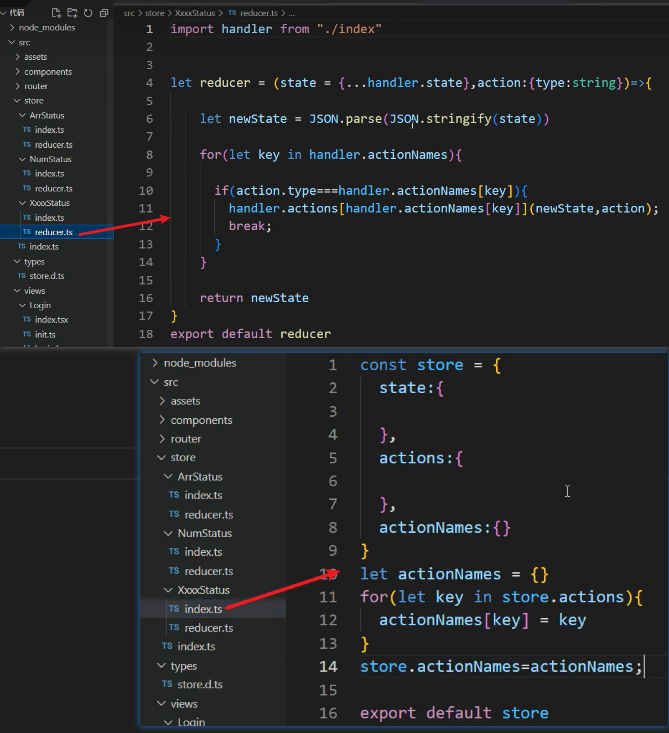 代码
node_modules
src
assets
components
router
store
ArrStatus
TS index.ts
TS reducer.ts
NumStatus
TS index.ts
TS reducer.ts
XxxxStatus
TS index.ts
TS reducer.ts
TS index.ts
types
TS store.d.ts
views
Login
TS index.tsx
TS init.ts
src > store > XxxxStatus > TS reducer.ts > ...
1 import handler from "./index"
2
3
4 let reducer = (state = {...handler.state},action:{type:string})=>{
5
6 let newState = JSON.parse(JSON.stringify(state))
7
8 for(let key in handler.actionNames){
9
10 if(action.type===handler.actionNames[key]){
11 handler.actions[handler.actionNames[key]](newState,action);
12 break;
13 }
14 }
15
16 return newState
17 }
18 export default reducer
node_modules
src
assets
components
router
store
ArrStatus
TS index.ts
TS reducer.ts
NumStatus
TS index.ts
TS reducer.ts
XxxxStatus
TS index.ts
TS reducer.ts
TS index.ts
types
TS store.d.ts
views
Login
1 const store = {
2 state:{
3
4 },
5 actions:{
6
7 },
8 actionNames:{}
9 }
10 let actionNames = {}
11 for(let key in store.actions){
12 actionNames[key] = key
13 }
14 store.actionNames=actionNames;
15
16 export default store